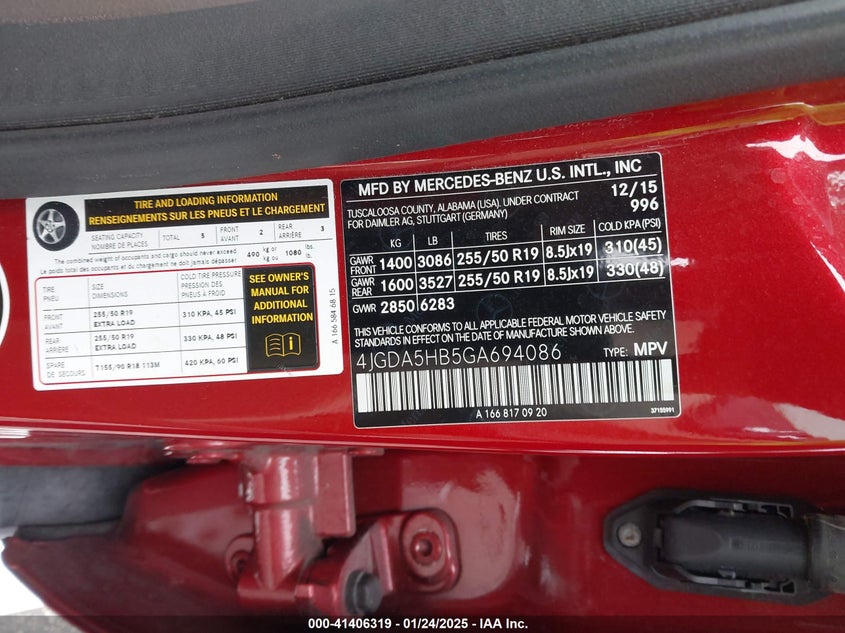 TIRE AND LOADING INFORMATION
RENSEIGNEMENTS SUR LES PNEUS ET LE CHARGEMENT
SEATING CAPACITY
NOMBRE DE PLACES
TOTAL 5
FRONT
AVANT 2
REAR
ARRIÈRE 3
The combined weight of occupants and cargo should never exceed
Le poids total des occupants et du chargement ne doit jamais dépasser
490 kg or
kg ou
1080 lbs.
lb.
TIRE
PNEU
SIZE
DIMENSIONS
COLD TIRE PRESSURE
PRESSION DES
PNEUS À FROID
FRONT
AVANT
255/50 R19
EXTRA LOAD
310 KPA, 45 PSI
REAR
ARRIÈRE
255/50 R19
EXTRA LOAD
330 KPA, 48 PSI
SPARE
DE SECOURS
T155/90 R18 113M
420 KPA, 60 PSI
SEE OWNER'S
MANUAL FOR
ADDITIONAL
INFORMATION
A 166 584 68 15
MFD BY MERCEDES-BENZ U.S. INTL., INC
TUSCALOOSA COUNTY, ALABAMA (USA), UNDER CONTRACT
FOR DAIMLER AG, STUTTGART (GERMANY)
12/15
996
KG LB TIRES RIM SIZE COLD KPA(PSI)
GAWR
FRONT 1400 3086 255/50 R19 8.5Jx19 310(45)
GAWR
REAR 1600 3527 255/50 R19 8.5Jx19 330(48)
GVWR 2850 6283
THIS VEHICLE CONFORMS TO ALL APPLICABLE FEDERAL MOTOR VEHICLE SAFETY
STANDARDS IN EFFECT ON THE DATE OF MANUFACTURE SHOWN ABOVE.
4JGDA5HB5GA694086 TYPE: MPV
A 166 817 09 20
37155991
000-41406319 - 01/24/2025 - IAA Inc.